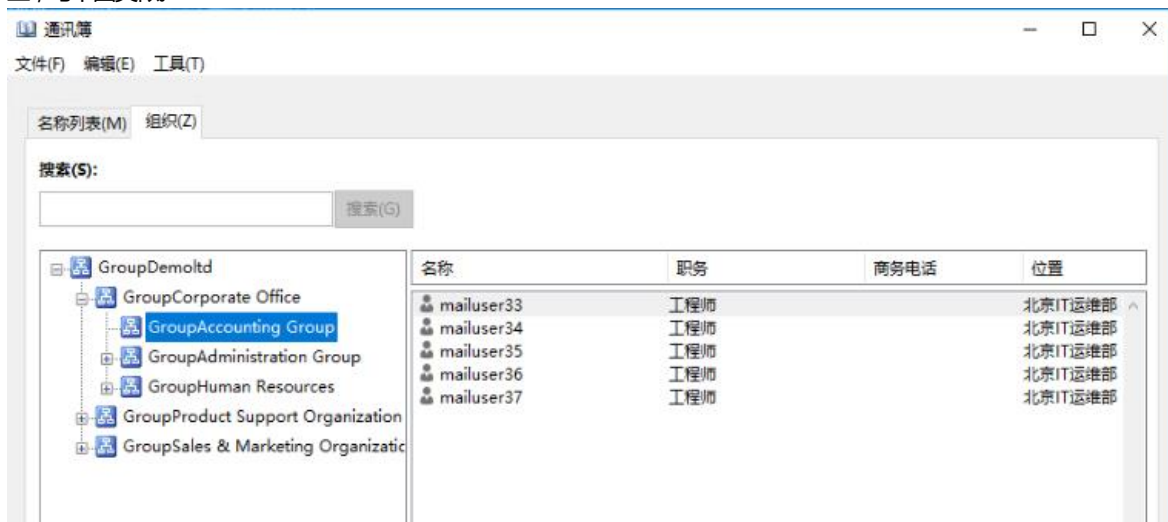 通讯簿
文件(F) 编辑(E) 工具(T)
名称列表(M) 组织(Z)
搜索(S):
搜索(G)
GroupDemoltd
GroupCorporate Office
GroupAccounting Group
GroupAdministration Group
GroupHuman Resources
GroupProduct Support Organization
GroupSales & Marketing Organizatic
名称 职务 商务电话 位置
mailuser33 工程师 北京IT运维部
mailuser34 工程师 北京IT运维部
mailuser35 工程师 北京IT运维部
mailuser36 工程师 北京IT运维部
mailuser37 工程师 北京IT运维部